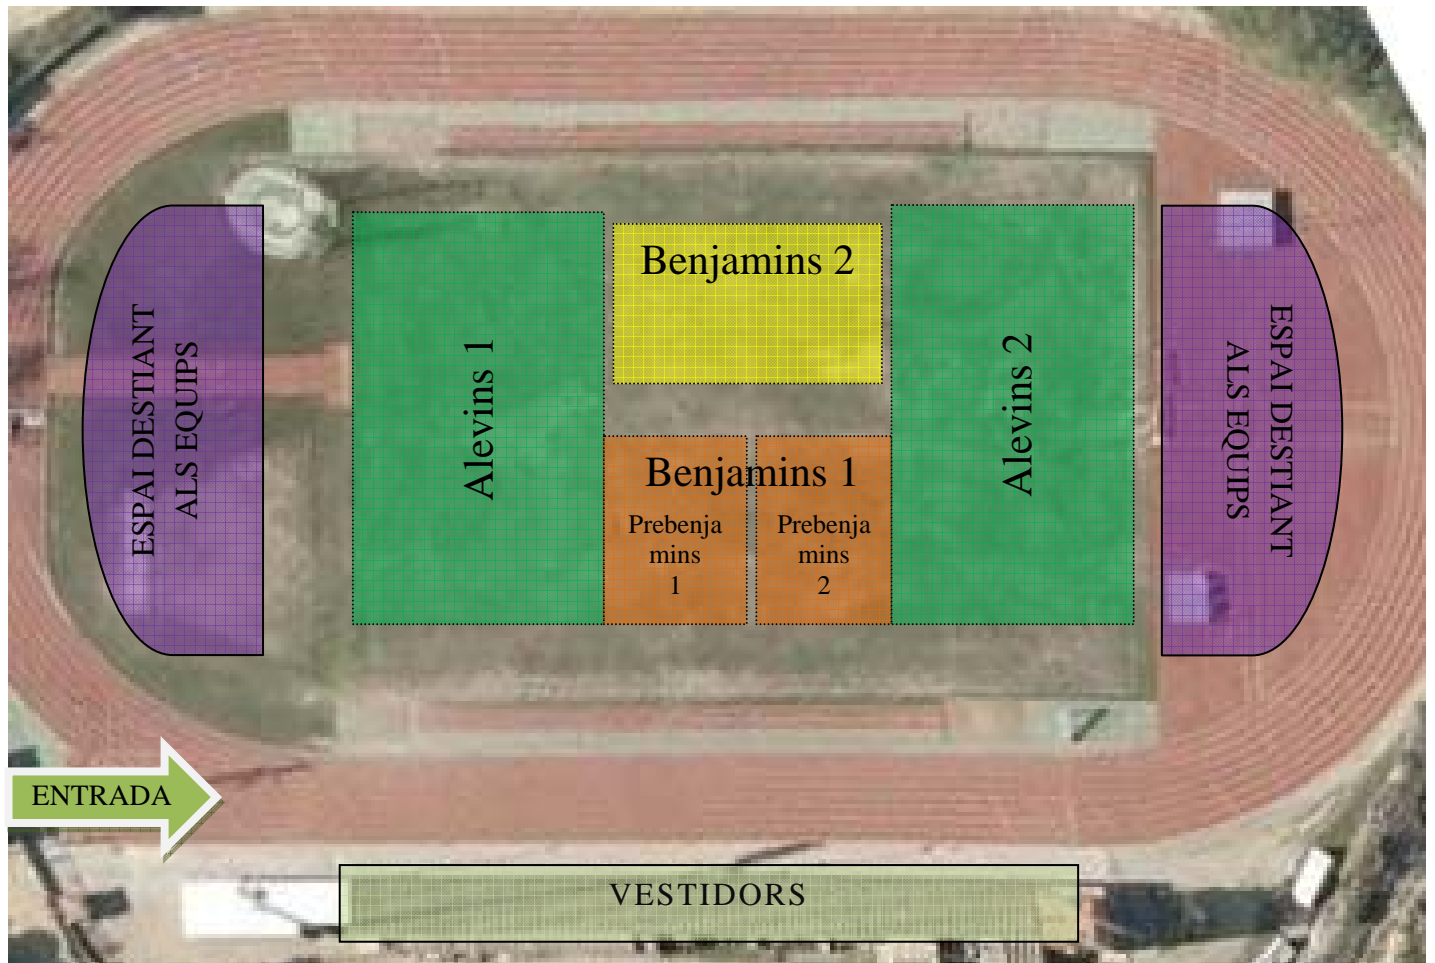 ESPAI DESTIANT
ALS EQUIPS
Alevins 1
Benjamins 2
Benjamins 1
Prebenja
mins
1
Prebenja
mins
2
Alevins 2
ESPAI DESTIANT
ALS EQUIPS
ENTRADA
VESTIDORS